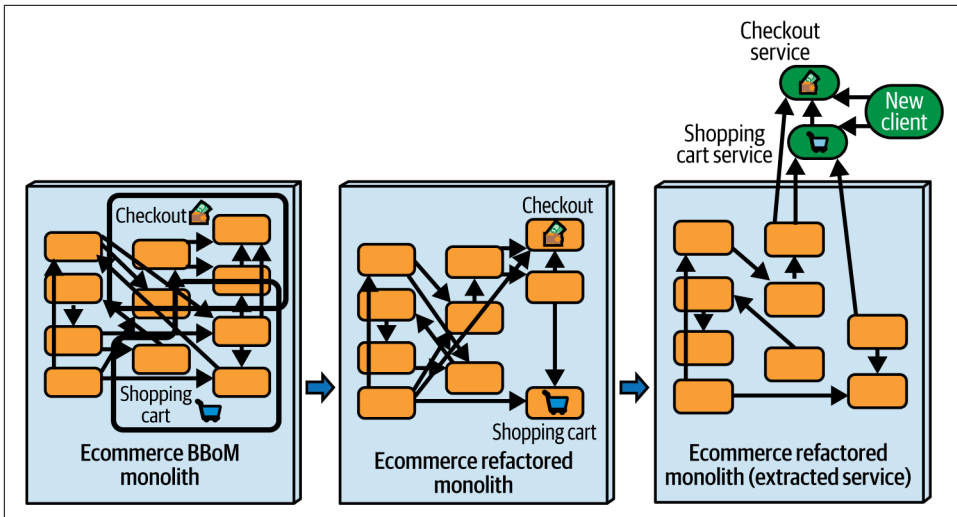 Checkout
service
New
client
Shopping
cart service
Checkout
Shopping
cart
Ecommerce BBoM
monolith
Checkout
Shopping cart
Ecommerce refactored
monolith
Ecommerce refactored
monolith (extracted service)